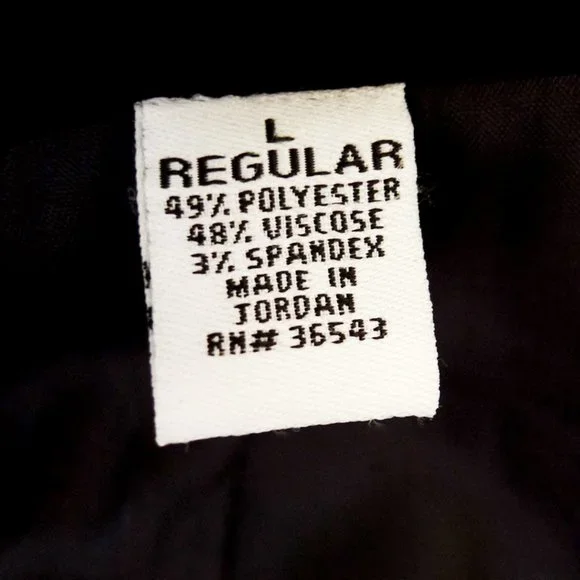 L
REGULAR
49% POLYESTER
48% VISCOSE
3% SPANDEX
MADE IN
JORDAN
RN# 36543